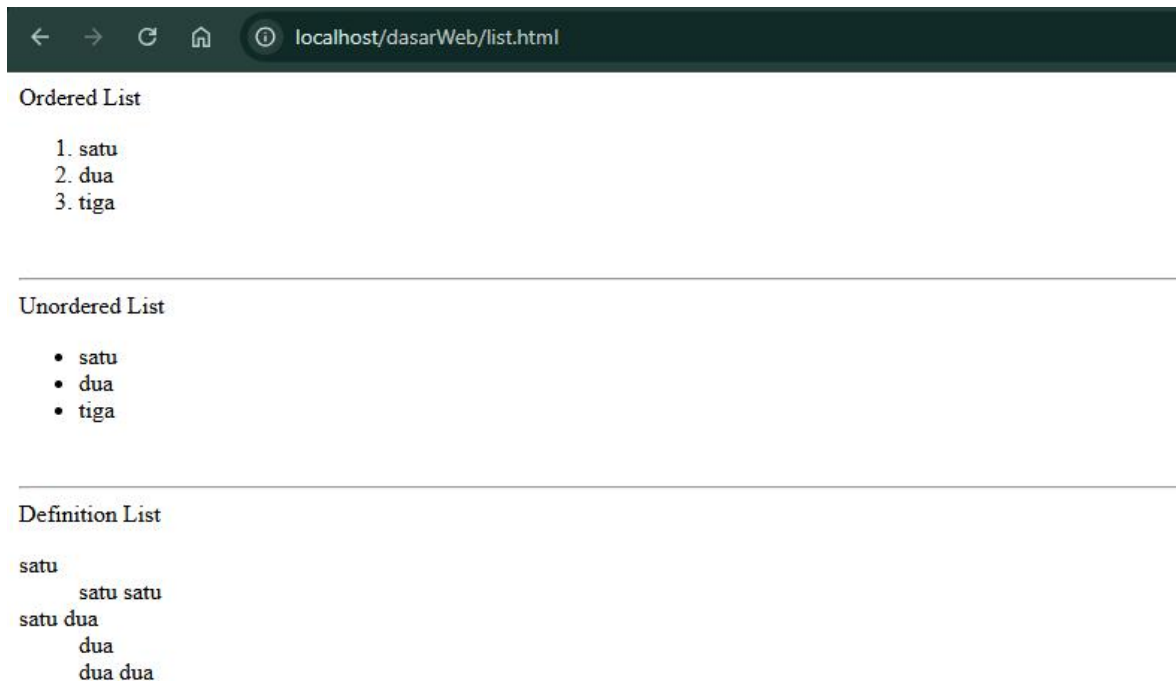 localhost/dasarWeb/list.html
Ordered List
1. satu
2. dua
3. tiga
Unordered List
• satu
• dua
• tiga
Definition List
satu
satu satu
satu dua
dua
dua dua